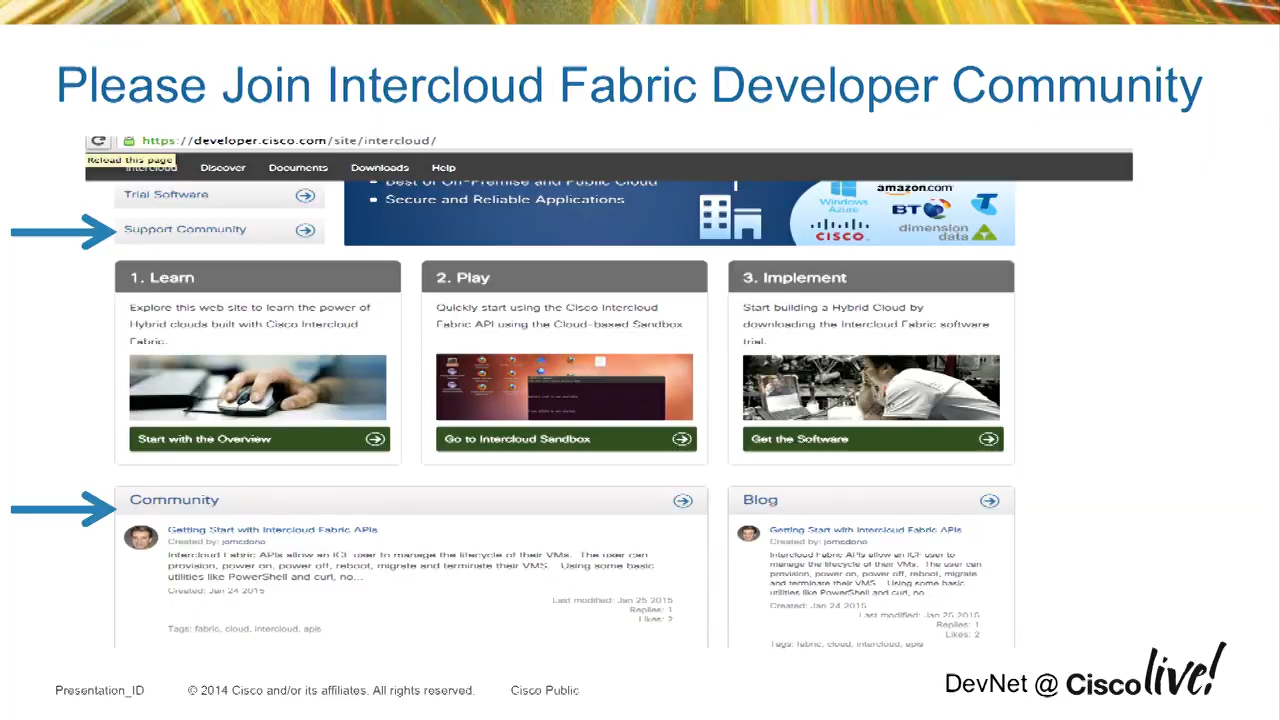 Please Join Intercloud Fabric Developer Community
https://developer.cisco.com/site/intercloud/
Reload this page
Intercloud Discover Documents Downloads Help
Trial Software
Support Community
Best of On-Premise and Public Cloud
Secure and Reliable Applications
Windows Azure
amazon.com
BT
CISCO
dimension data
1. Learn
Explore this web site to learn the power of
Hybrid clouds built with Cisco Intercloud
Fabric.
Start with the Overview
2. Play
Quickly start using the Cisco Intercloud
Fabric API using the Cloud-based Sandbox
Go to Intercloud Sandbox
3. Implement
Start building a Hybrid Cloud by
downloading the Intercloud Fabric software
trial.
Get the Software
Community
Getting Start with Intercloud Fabric APIs
Created by: jomcdono
Intercloud Fabric APIs allow an ICF user to manage the lifecycle of their VMs. The user can
provision, power on, power off, reboot, migrate and terminate their VMS. Using some basic
utilities like PowerShell and curl, no...
Created: Jan 24 2015
Last modified: Jan 25 2015
Replies: 1
Likes: 2
Tags: fabric, cloud, intercloud, apis
Blog
Getting Start with Intercloud Fabric APIs
Created by: jomcdono
Intercloud Fabric APIs allow an ICF user to
manage the lifecycle of their VMs. The user can
provision, power on, power off, reboot, migrate
and terminate their VMS. Using some basic
utilities like PowerShell and curl, no...
Created: Jan 24 2015
Last modified: Jan 25 2015
Replies: 1
Likes: 2
Tags: fabric, cloud, intercloud, apis
Presentation_ID © 2014 Cisco and/or its affiliates. All rights reserved. Cisco Public
DevNet @ Cisco live!